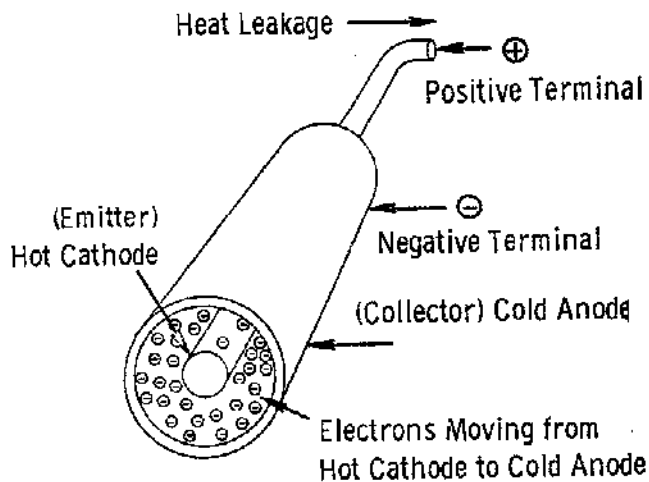 Heat Leakage
⊕
Positive Terminal
(Emitter)
Hot Cathode
⊖
Negative Terminal
(Collector) Cold Anode
Electrons Moving from
Hot Cathode to Cold Anode